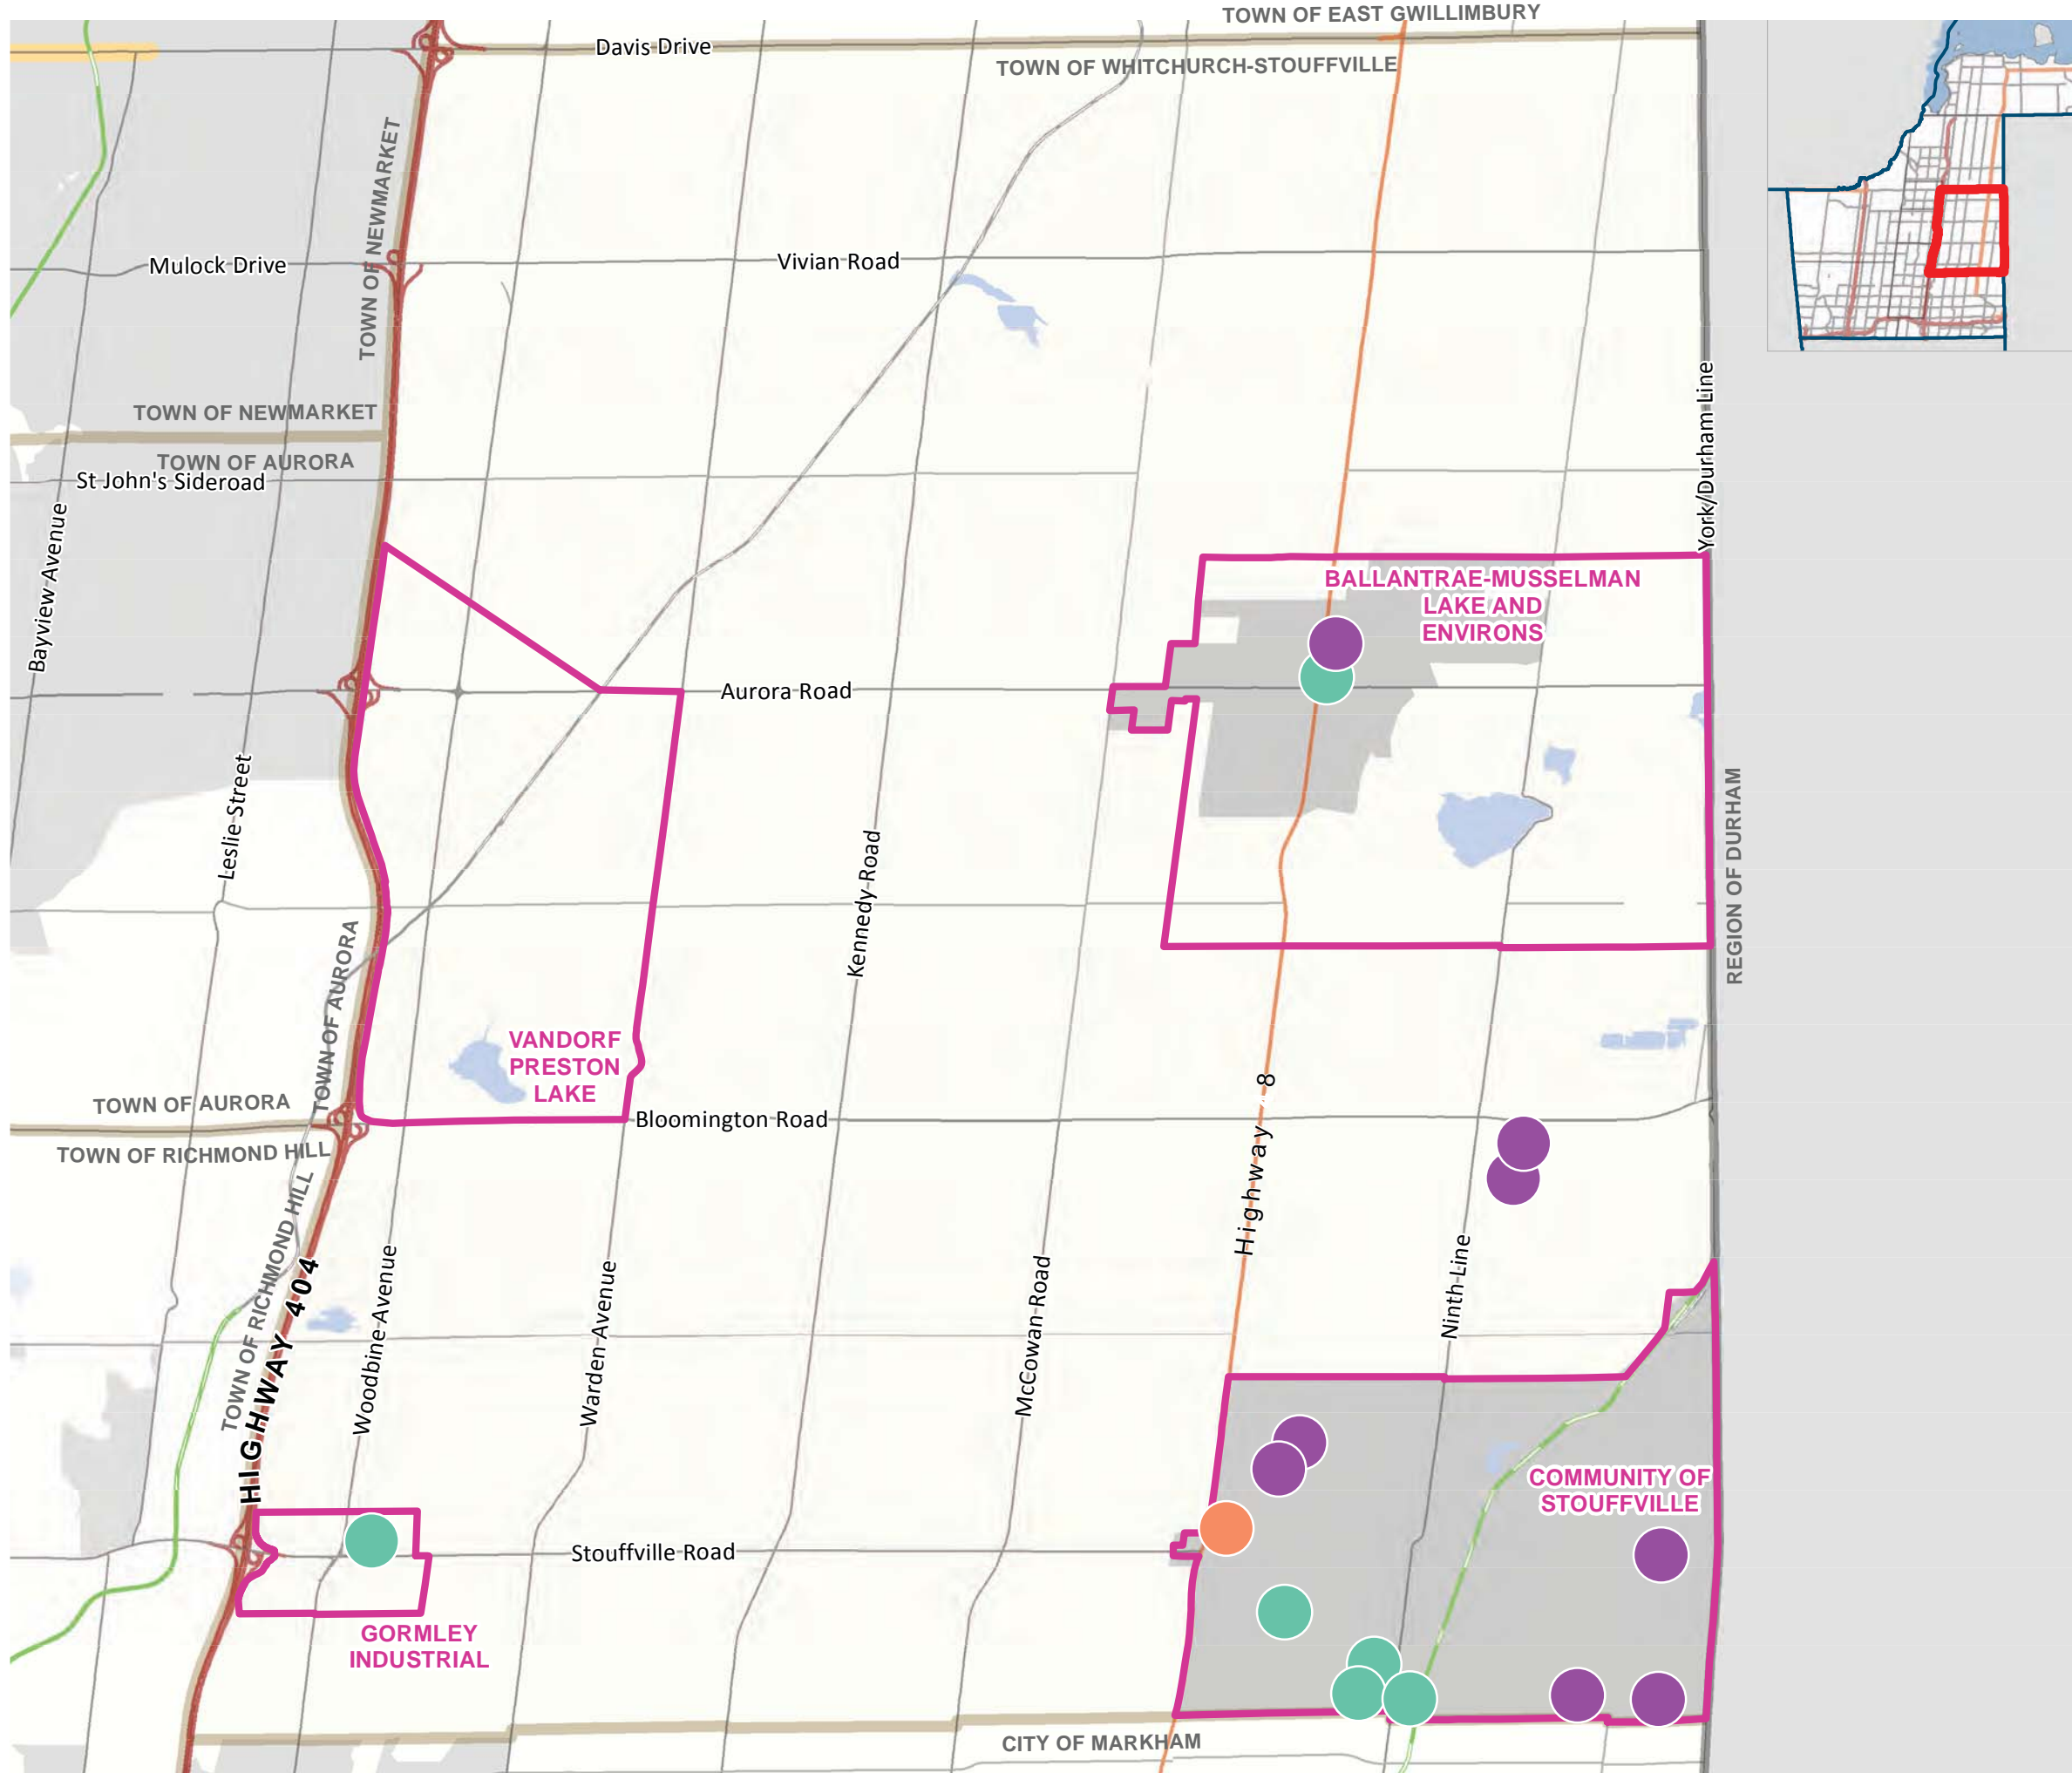 TOWN OF EAST GWILLIMBURY
Davis Drive
TOWN OF WHITCHURCH-STOUFFVILLE
TOWN OF NEWMARKET
Mulock Drive
Vivian Road
TOWN OF NEWMARKET
TOWN OF AURORA
St John's Sideroad
York/Durham Line
Bayview Avenue
BALLANTRAE-MUSSELMAN
LAKE AND
ENVIRONS
Aurora Road
Leslie Street
Kennedy Road
REGION OF DURHAM
TOWN OF AURORA
VANDORF
PRESTON
LAKE
TOWN OF AURORA
Bloomington Road
TOWN OF RICHMOND HILL
Highway 8
TOWN OF RICHMOND HILL
HIGHWAY 404
Woodbine Avenue
Warden Avenue
McCowan Road
Ninth Line
COMMUNITY OF
STOUFFVILLE
Stouffville Road
GORMLEY
INDUSTRIAL
CITY OF MARKHAM